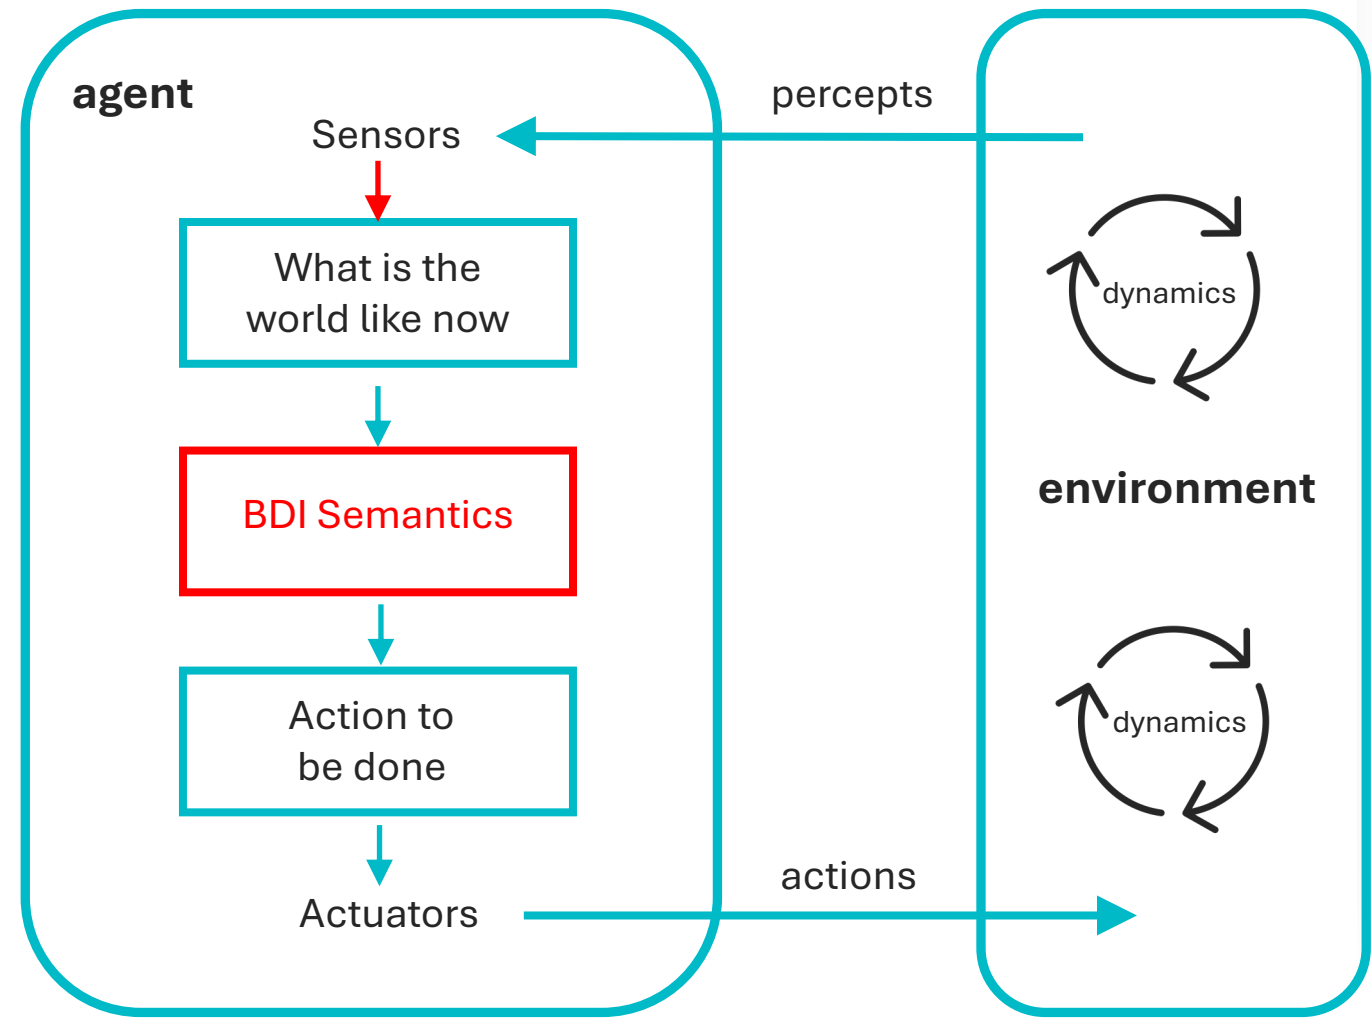 agent
percepts
Sensors
What is the
world like now
dynamics
BDI Semantics
environment
Action to
be done
dynamics
actions
Actuators